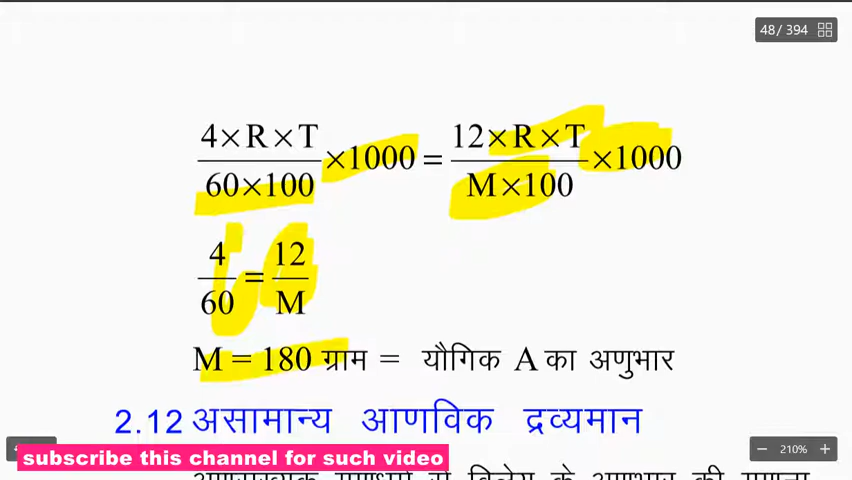 48 / 394
4×R×T/60×100 ×1000 = 12×R×T/M×100 ×1000
4/60 = 12/M
M = 180 ग्राम = यौगिक A का अणुभार
2.12 असामान्य आणविक द्रव्यमान
subscribe this channel for such video
210%